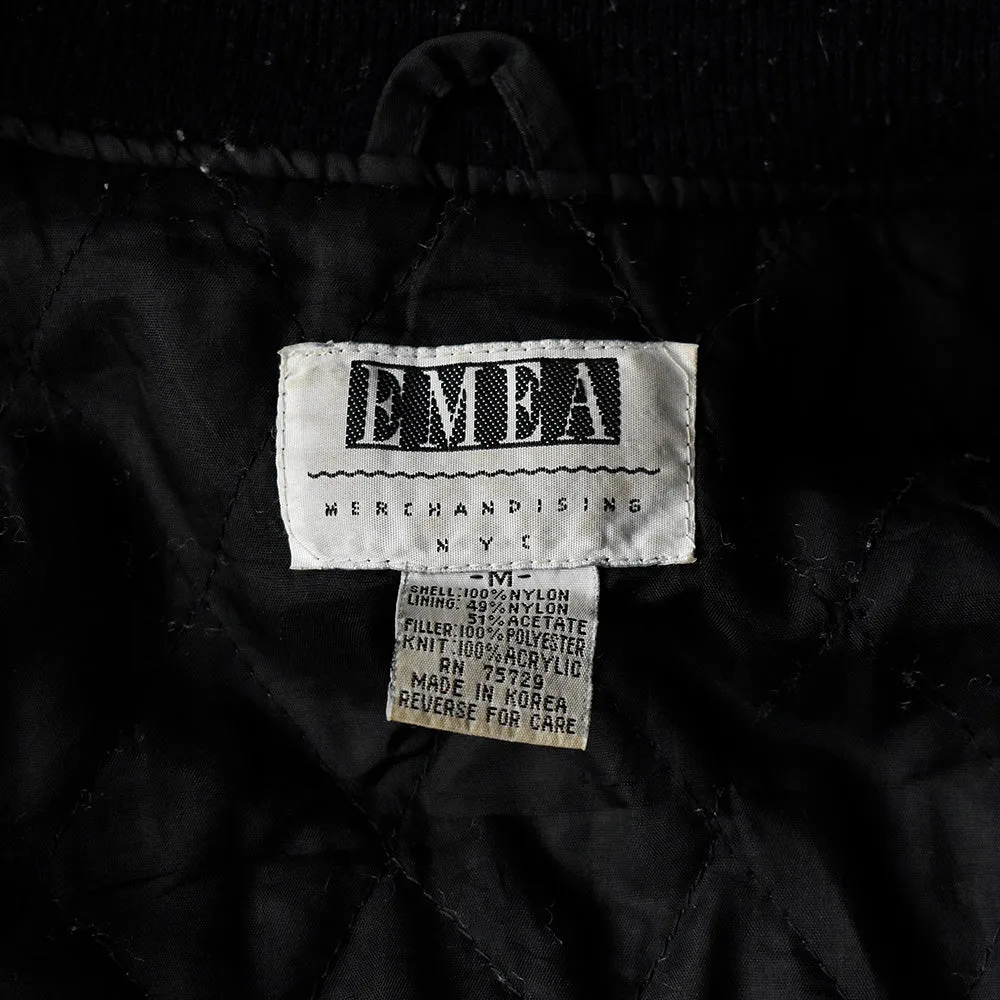 EMEA
MERCHANDISING
NYC
-M-
SHELL:100%NYLON
LINING: 49%NYLON
51%ACETATE
FILLER:100%POLYESTER
KNIT:100%ACRYLIC
RN 75729
MADE IN KOREA
REVERSE FOR CARE